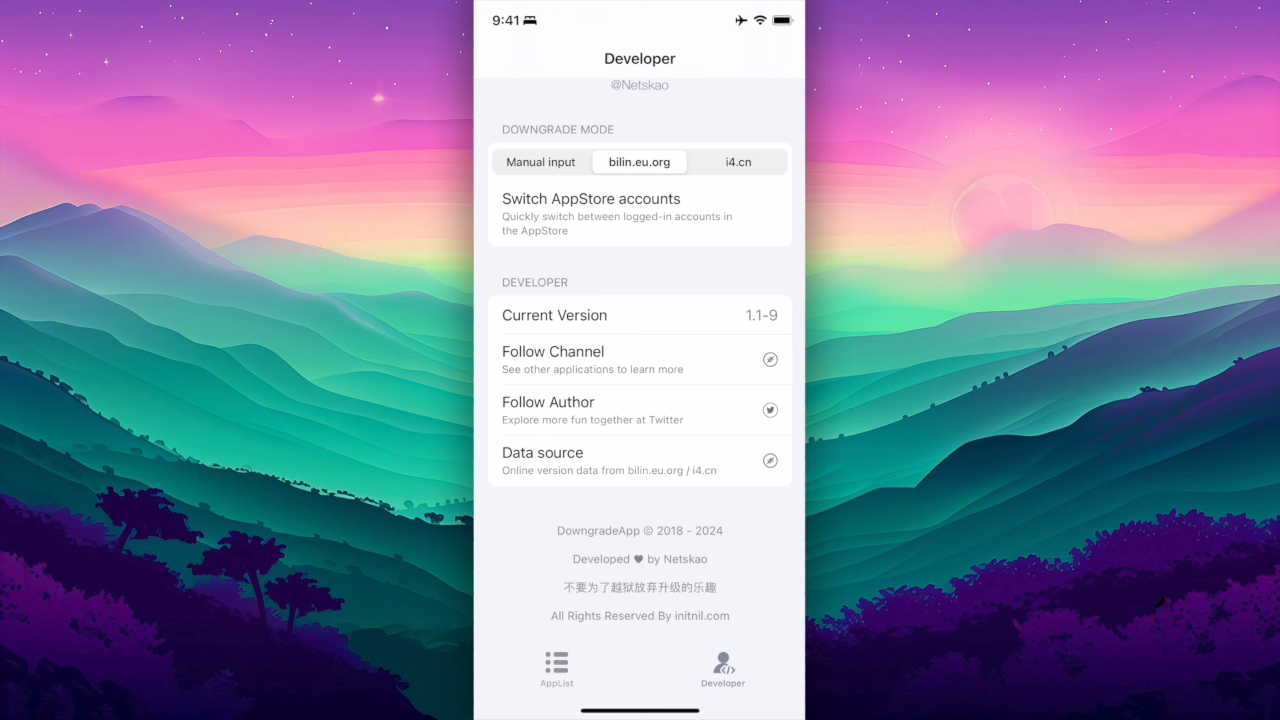 9:41
Developer
@Netskao
DOWNGRADE MODE
Manual input bilin.eu.org i4.cn
Switch AppStore accounts
Quickly switch between logged-in accounts in
the AppStore
DEVELOPER
Current Version 1.1-9
Follow Channel
See other applications to learn more
Follow Author
Explore more fun together at Twitter
Data source
Online version data from bilin.eu.org / i4.cn
DowngradeApp © 2018 - 2024
Developed ♥ by Netskao
不要为了越狱放弃升级的乐趣
All Rights Reserved By initnil.com
AppList Developer